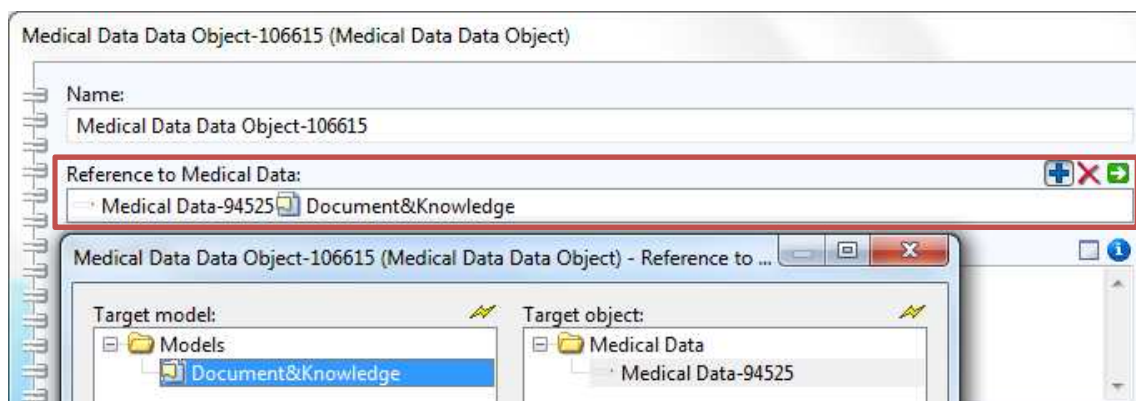 Medical Data Data Object-106615 (Medical Data Data Object)
Name:
Medical Data Data Object-106615
Reference to Medical Data:
Medical Data-94525 Document&Knowledge
Medical Data Data Object-106615 (Medical Data Data Object) - Reference to ...
Target model:
Target object:
Models
Medical Data
Document&Knowledge
Medical Data-94525